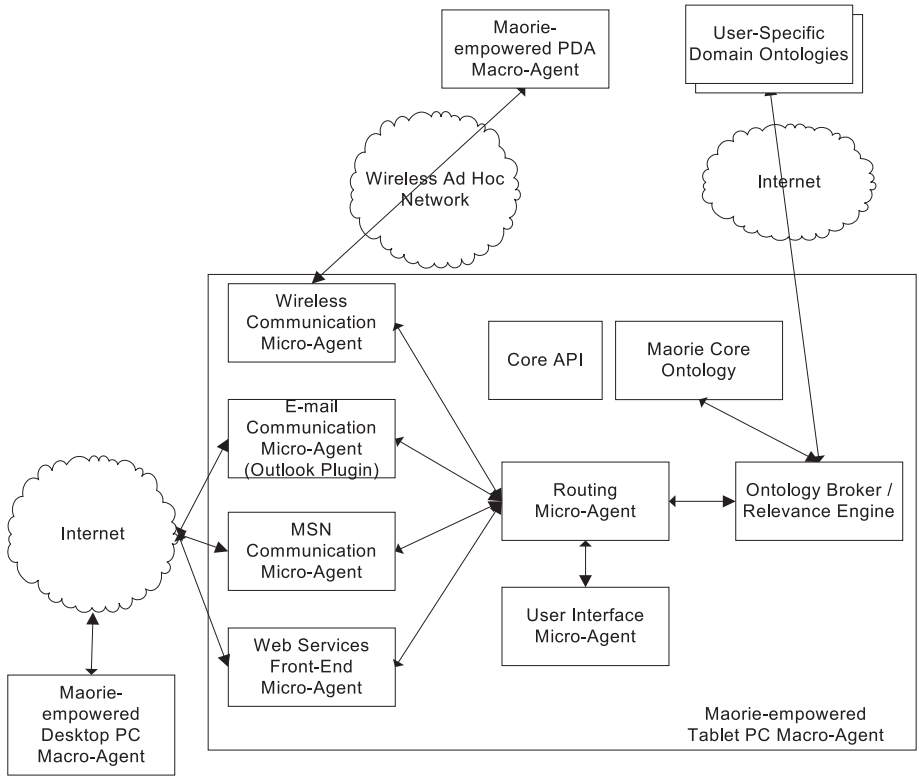 Maorie-
empowered PDA
Macro-Agent
User-Specific
Domain Ontologies
Wireless Ad Hoc
Network
Internet
Wireless
Communication
Micro-Agent
Core API
Maorie Core
Ontology
E-mail
Communication
Micro-Agent
(Outlook Plugin)
Internet
Routing
Micro-Agent
Ontology Broker /
Relevance Engine
MSN
Communication
Micro-Agent
User Interface
Micro-Agent
Web Services
Front-End
Micro-Agent
Maorie-
empowered
Desktop PC
Macro-Agent
Maorie-empowered
Tablet PC Macro-Agent